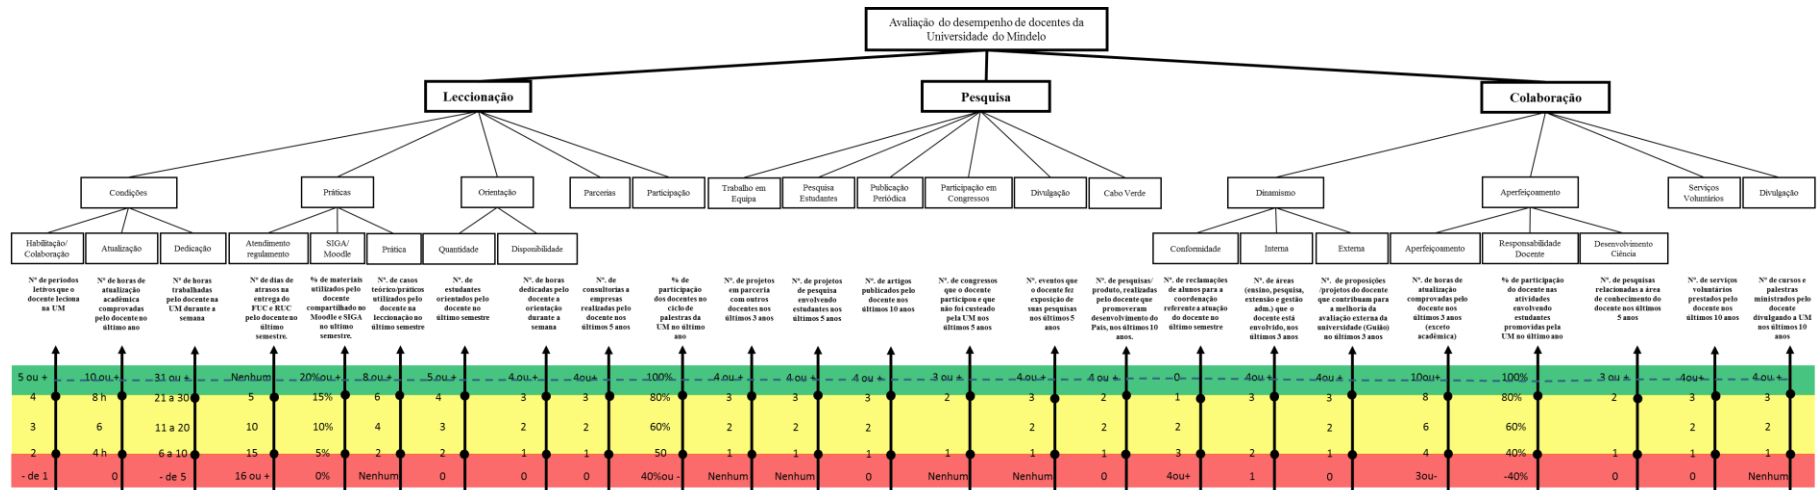 Avaliação do desempenho de docentes da
Universidade do Mindelo
Leccionação
Pesquisa
Colaboração
Condições
Práticas
Orientação
Parcerias
Participação
Trabalho em
Equipa
Pesquisa
Estudantes
Publicação
Periódica
Participação em
Congressos
Divulgação
Cabo Verde
Dinamismo
Aperfeiçoamento
Serviços
Voluntários
Divulgação
Habilitação/
Colaboração
Atualização
Dedicação
Atendimento
regulamento
SIGA/
Moodle
Prática
Quantidade
Disponibilidade
Conformidade
Interna
Externa
Aperfeiçoamento
Responsabilidade
Docente
Desenvolvimento
Ciência
Nº de períodos
letivos que o
docente leciona
na UM
Nº de horas de
atualização
acadêmica
comprovadas
pelo docente no
último ano
Nº de horas
trabalhadas
pelo docente na
UM durante a
semana
Nº de dias de
atrasos na
entrega do
FUC e RUC
pelo docente no
último
semestre.
% de materiais
utilizados pelo
docente
compartilhado no
Moodle e SIGA
no ultimo
semestre.
Nº de casos
teórico/práticos
utilizados pelo
docente na
leccionação no
último semestre
Nº. de
estudantes
orientados pelo
docente no
último semestre
Nº. de horas
dedicadas pelo
docente a
orientação
durante a
semana
Nº. de
consultorias a
empresas
realizadas pelo
docente nos
últimos 5 anos
% de
participação
dos docentes no
ciclo de
palestras da
UM no último
ano
Nº. de projetos
em parceria
com outros
docentes nos
últimos 3 anos
Nº. de projetos
de pesquisa
envolvendo
estudantes nos
últimos 5 anos
Nº. de artigos
publicados pelo
docente nos
últimos 10 anos
Nº. de congressos
que o docente
participou e que
não foi custeado
pela UM nos
últimos 5 anos
Nº. eventos que
o docente fez
exposição de
suas pesquisas
nos últimos 5
anos
Nº. de pesquisas/
produto, realizadas
pelo docente que
promoveram
desenvolvimento do
País, nos últimos 10
anos.
Nº. de reclamações
de alunos para a
coordenação
referente a atuação
do docente no
último semestre
Nº. de áreas
(ensino, pesquisa,
extensão e gestão
adm.) que o
docente está
envolvido, nos
últimos 3 anos
Nº. de proposições
/projetos do docente
que contribuam para
a melhoria da
avaliação externa da
universidade (Guião)
no últimos 3 anos
Nº. de horas de
atualização
comprovadas pelo
docente nos
últimos 3 anos
(exceto
acadêmica)
% de participação
do docente nas
atividades
envolvendo
estudantes
promovidas pela
UM no último ano
Nº. de pesquisas
relacionadas a área
de conhecimento do
docente nos últimos
5 anos
Nº. de serviços
voluntários
prestados pelo
docente nos
últimos 10 anos
Nº. de cursos e
palestras
ministrados pelo
docente
divulgando a UM
nos últimos 10
anos
5 ou + 10 ou + 31 ou + Nenhum 20%ou + 8 ou + 5 ou + 4 ou + 4ou+ 100% 4 ou + 4 ou + 4 ou + 3 ou + 4 ou + 4 ou + 0 4ou + 4ou + 10ou+ 100% 3 ou + 4ou+ 4 ou +
4 8 h 21 a 30 5 15% 6 4 3 3 80% 3 3 3 2 3 2 1 3 3 8 80% 2 3 3
3 6 11 a 20 10 10% 4 3 2 2 60% 2 2 2 2 2 2 2 6 60% 2 2
2 4 h 6 a 10 15 5% 2 2 1 1 50 1 1 1 1 1 1 3 2 1 4 40% 1 1 1
- de 1 0 - de 5 16 ou + 0% Nenhum 0 0 0 40%ou - Nenhum Nenhum 0 Nenhum Nenhum 0 4ou+ 1 0 3ou- -40% 0 0 Nenhum